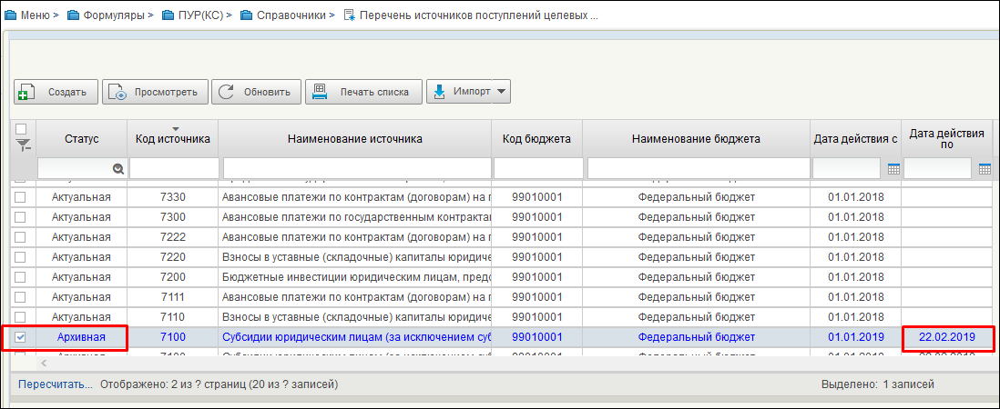 Меню > Формуляры > ПУР(КС) > Справочники > Перечень источников поступлений целевых ...
Создать Просмотреть Обновить Печать списка Импорт
Статус Код источника Наименование источника Код бюджета Наименование бюджета Дата действия с Дата действия по
Актуальная 7330 Авансовые платежи по контрактам (договорам) на 99010001 Федеральный бюджет 01.01.2018
Актуальная 7300 Авансовые платежи по государственным контрактам 99010001 Федеральный бюджет 01.01.2018
Актуальная 7222 Авансовые платежи по контрактам (договорам) на 99010001 Федеральный бюджет 01.01.2018
Актуальная 7220 Взносы в уставные (складочные) капиталы юридиче 99010001 Федеральный бюджет 01.01.2018
Актуальная 7200 Бюджетные инвестиции юридическим лицам, предо 99010001 Федеральный бюджет 01.01.2018
Актуальная 7111 Авансовые платежи по контрактам (договорам) на 99010001 Федеральный бюджет 01.01.2018
Актуальная 7110 Взносы в уставные (складочные) капиталы юридиче 99010001 Федеральный бюджет 01.01.2018
Архивная 7100 Субсидии юридическим лицам (за исключением суб 99010001 Федеральный бюджет 01.01.2019 22.02.2019
Пересчитать... Отображено: 2 из ? страниц (20 из ? записей) Выделено: 1 записей